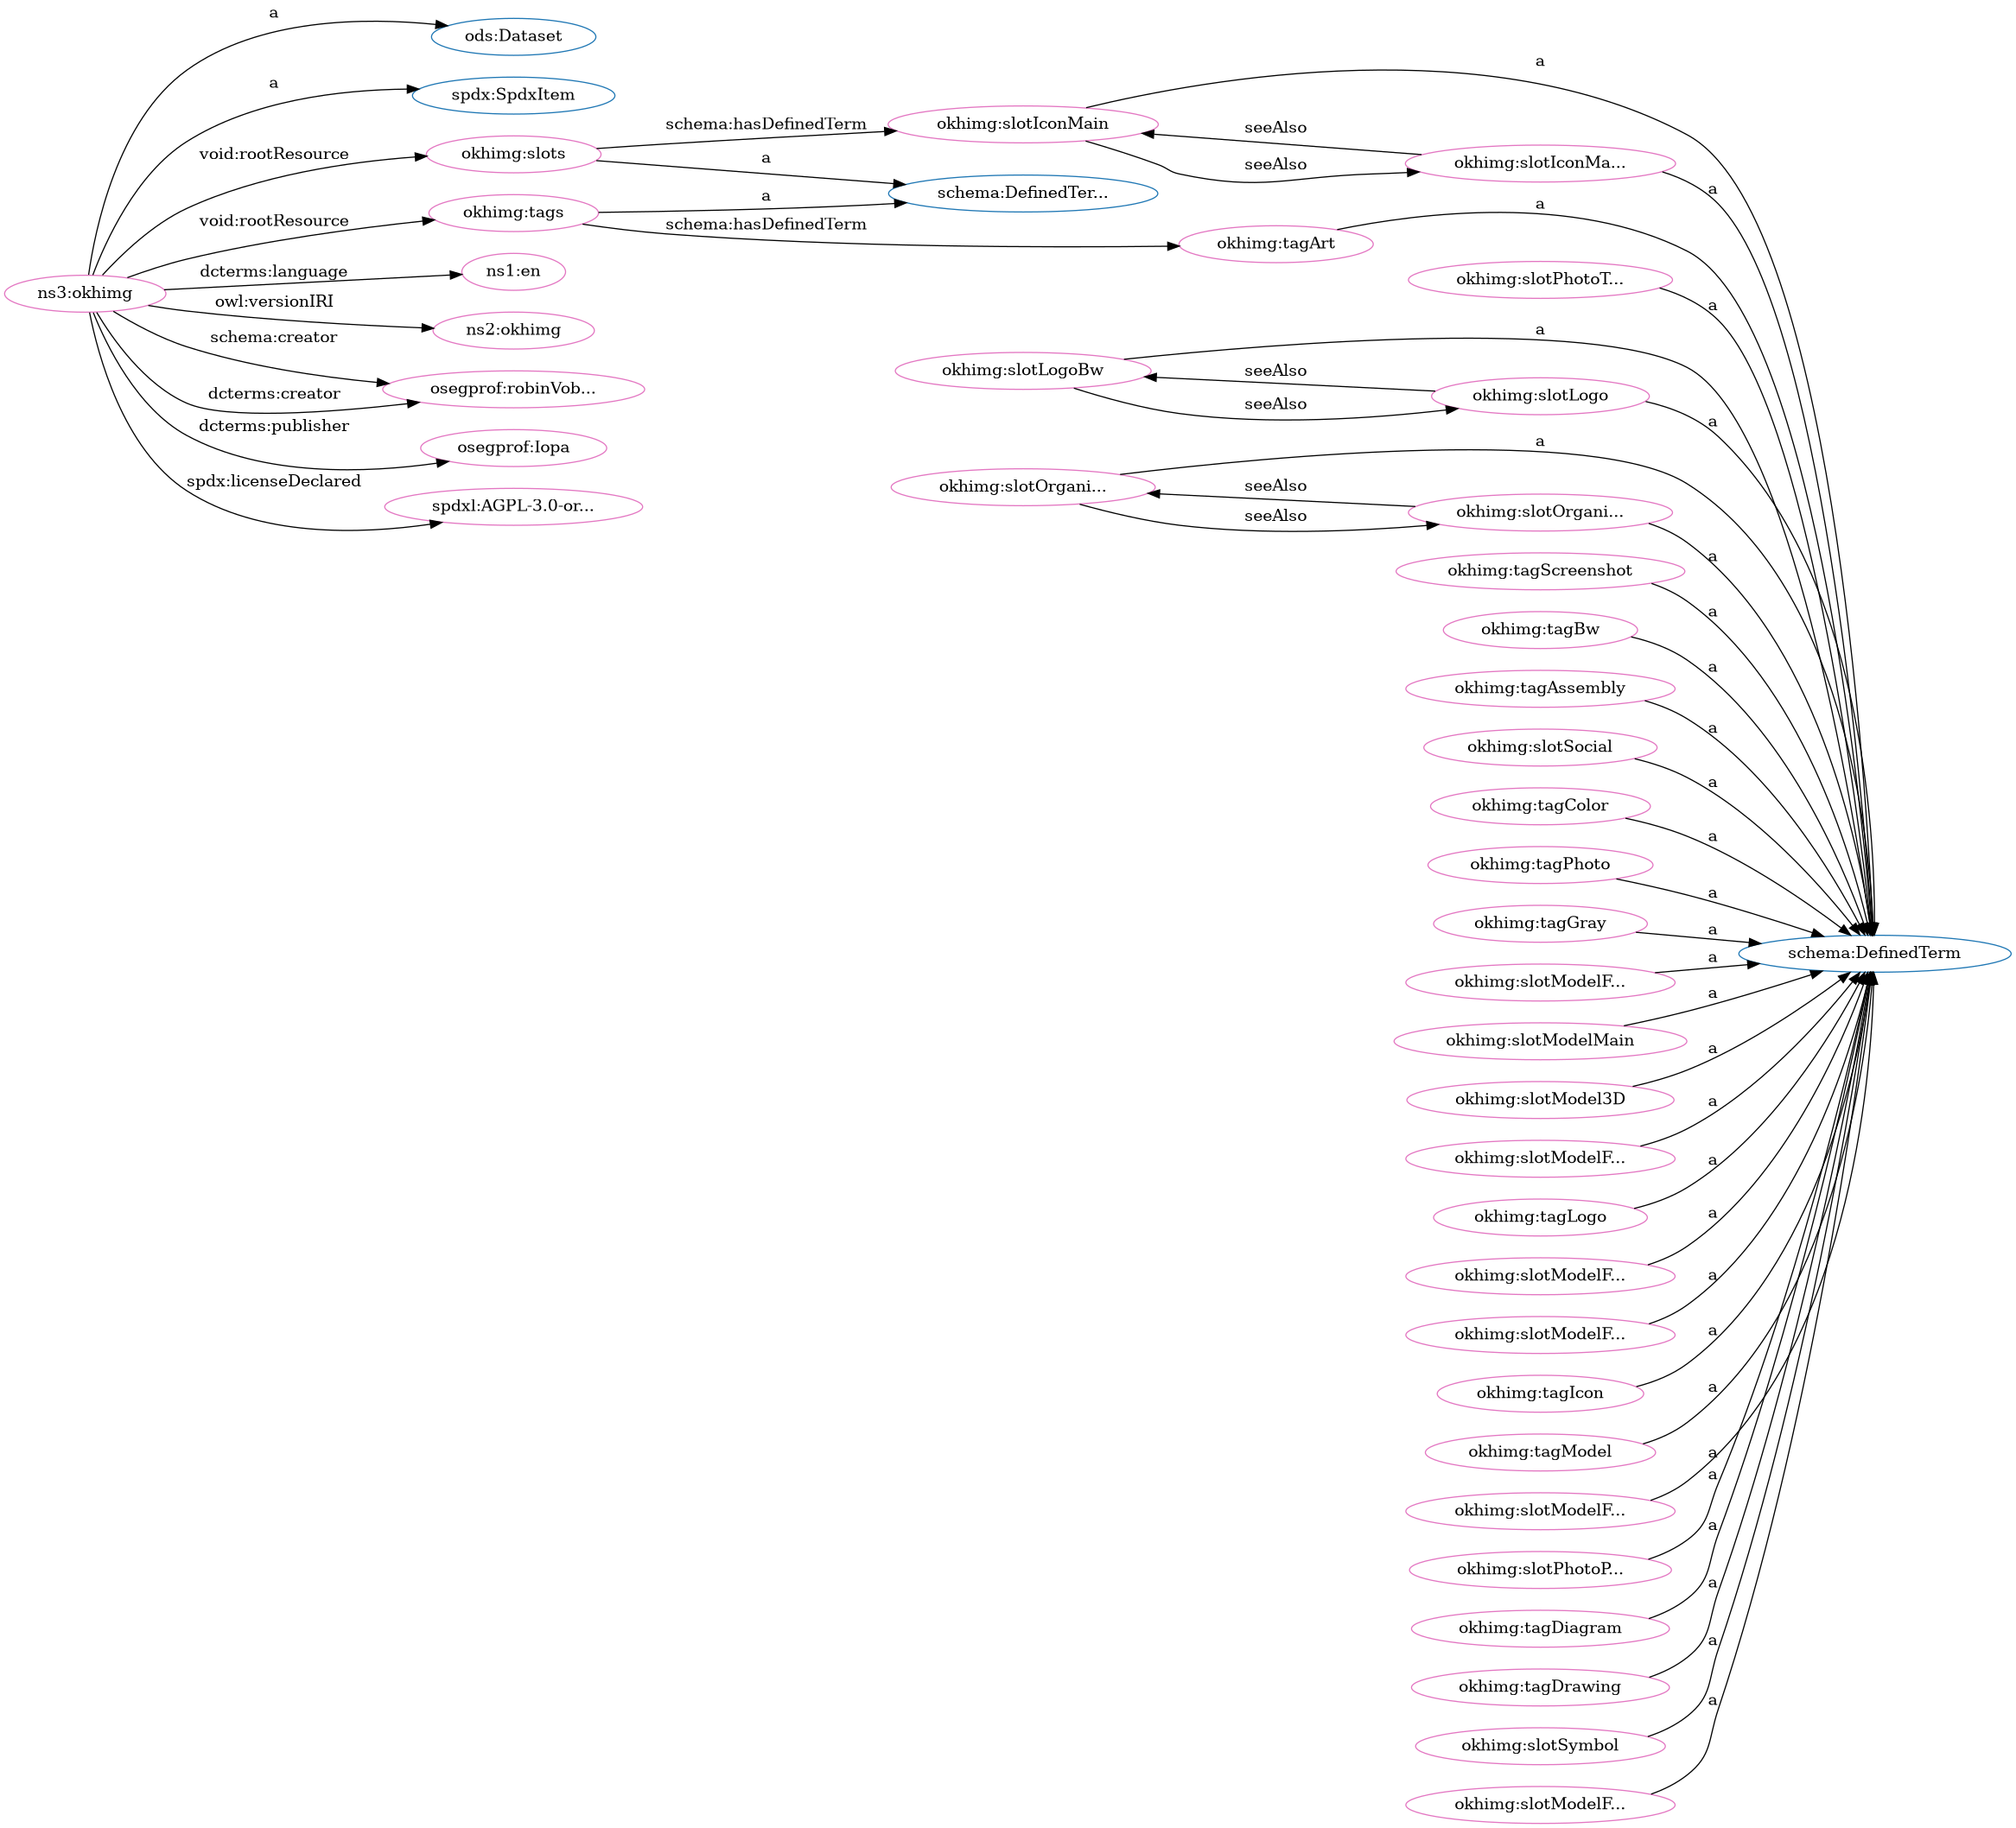 a
ods:Dataset
a
spdx:SpdxItem
void:rootResource
okhimg:slots
void:rootResource
okhimg:tags
ns3:okhimg
dcterms:language
ns1:en
owl:versionIRI
ns2:okhimg
schema:creator
osegprof:robinVob...
dcterms:creator
dcterms:publisher
osegprof:Iopa
spdx:licenseDeclared
spdxl:AGPL-3.0-or...
schema:hasDefinedTerm
okhimg:slotIconMain
a
schema:DefinedTer...
a
schema:hasDefinedTerm
okhimg:tagArt
a
seeAlso
seeAlso
okhimg:slotIconMa...
a
a
okhimg:slotPhotoT...
a
okhimg:slotLogoBw
a
seeAlso
seeAlso
okhimg:slotLogo
a
okhimg:slotOrgani...
a
seeAlso
seeAlso
okhimg:slotOrgani...
a
okhimg:tagScreenshot
a
okhimg:tagBw
a
okhimg:tagAssembly
a
okhimg:slotSocial
a
okhimg:tagColor
a
okhimg:tagPhoto
a
okhimg:tagGray
a
schema:DefinedTerm
okhimg:slotModelF...
a
okhimg:slotModelMain
a
okhimg:slotModel3D
a
okhimg:slotModelF...
a
okhimg:tagLogo
a
okhimg:slotModelF...
a
okhimg:slotModelF...
a
okhimg:tagIcon
a
okhimg:tagModel
a
okhimg:slotModelF...
a
okhimg:slotPhotoP...
a
okhimg:tagDiagram
a
okhimg:tagDrawing
a
okhimg:slotSymbol
a
okhimg:slotModelF...
a